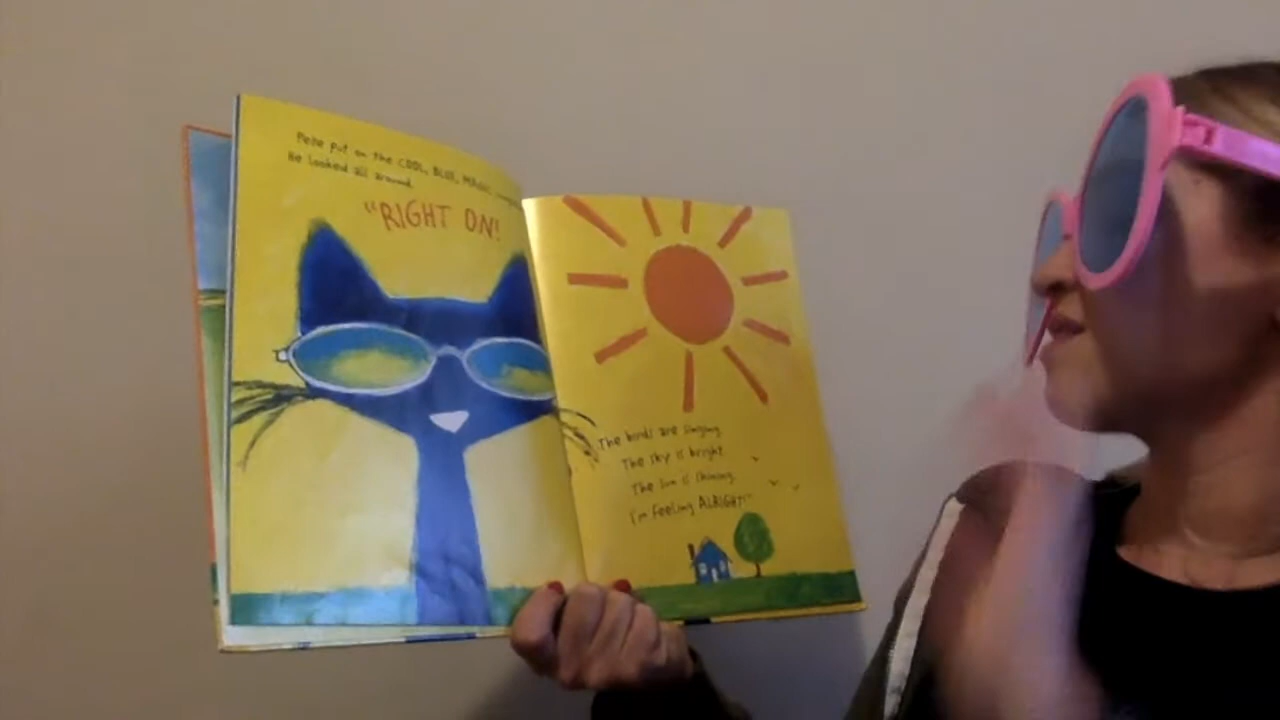 Pete put on the COOL, BLUE, MAGIC
He looked all around.
"RIGHT ON!
The birds are singing.
The sky is bright.
The sun is shining.
I'm feeling ALRIGHT!"